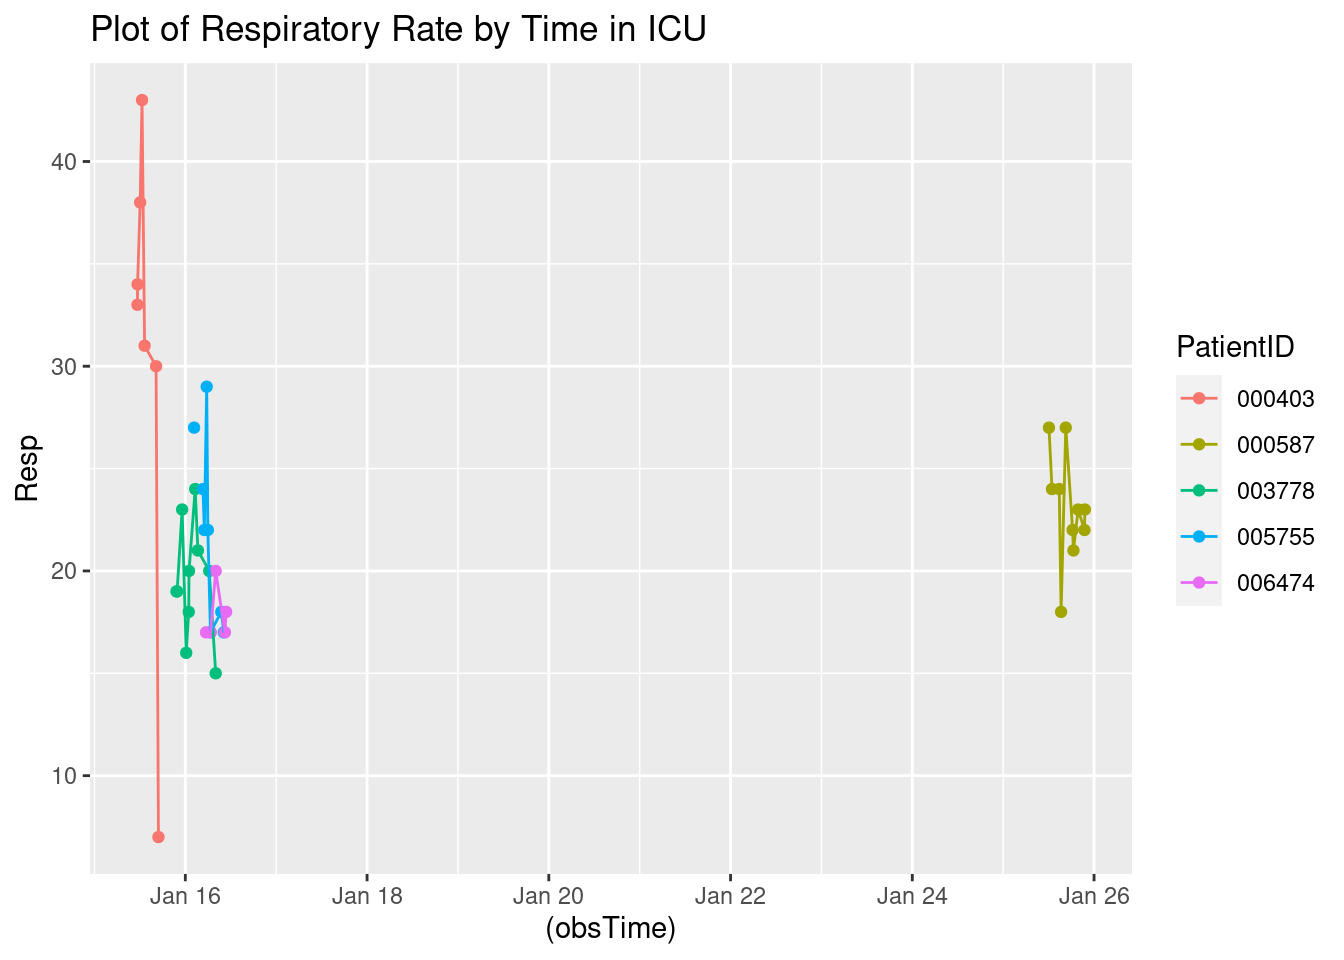 Plot of Respiratory Rate by Time in ICU
Resp
40
30
20
10
Jan 16
Jan 18
Jan 20
Jan 22
Jan 24
Jan 26
(obsTime)
PatientID
000403
000587
003778
005755
006474